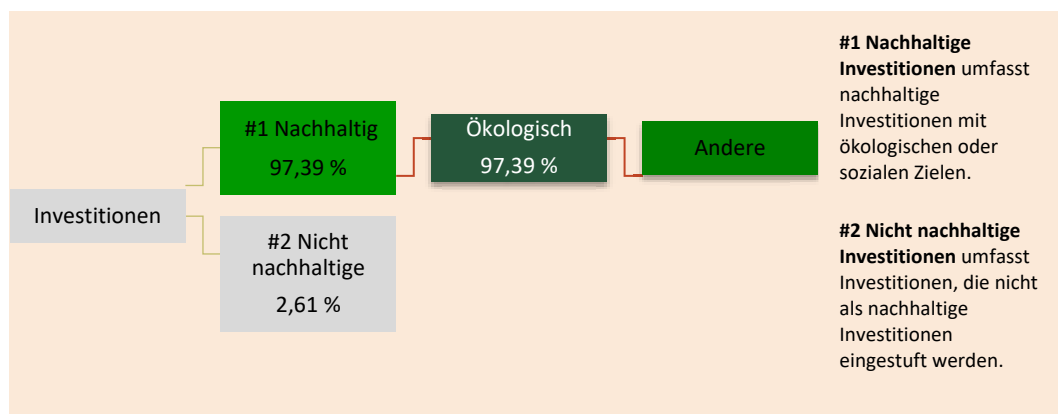 Investitionen
#1 Nachhaltig
97,39 %
#2 Nicht
nachhaltige
2,61 %
Ökologisch
97,39 %
Andere
#1 Nachhaltige
Investitionen umfasst
nachhaltige
Investitionen mit
ökologischen oder
sozialen Zielen.
#2 Nicht nachhaltige
Investitionen umfasst
Investitionen, die nicht
als nachhaltige
Investitionen
eingestuft werden.